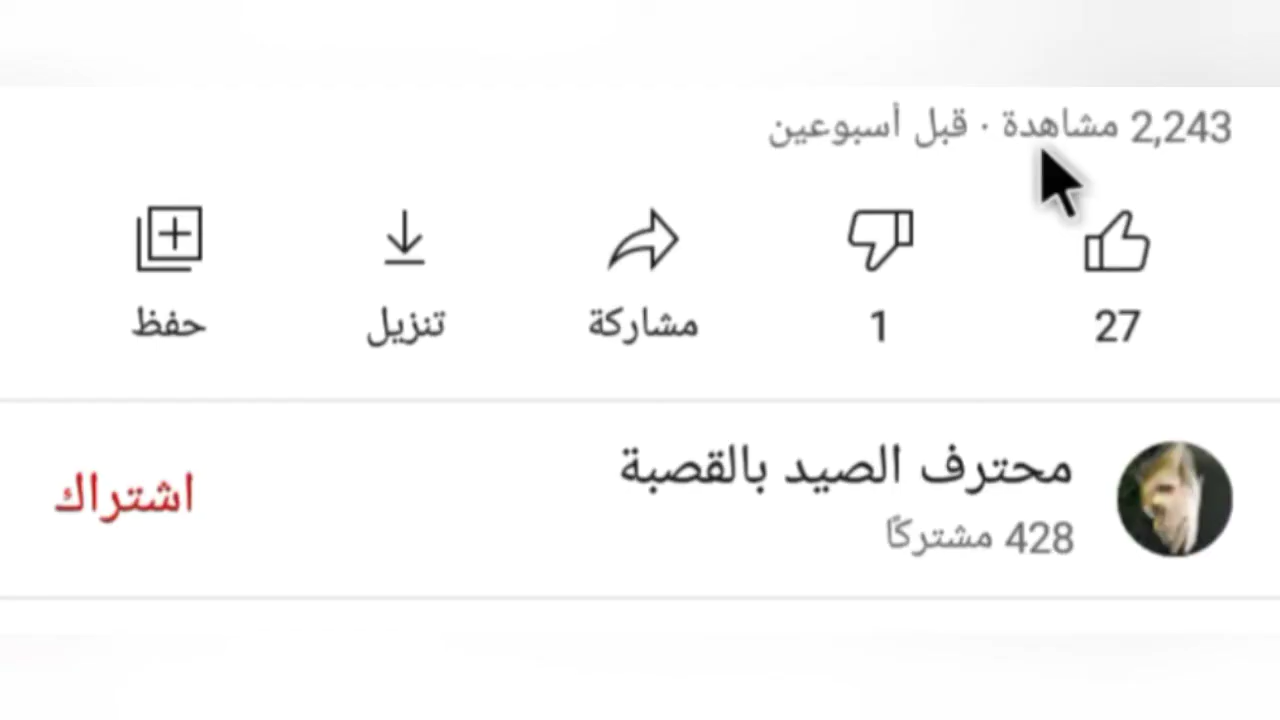 2,243 مشاهدة · قبل أسبوعين
27
1
مشاركة
تنزيل
حفظ
محترف الصيد بالقصبة
428 مشتركًا
اشتراك